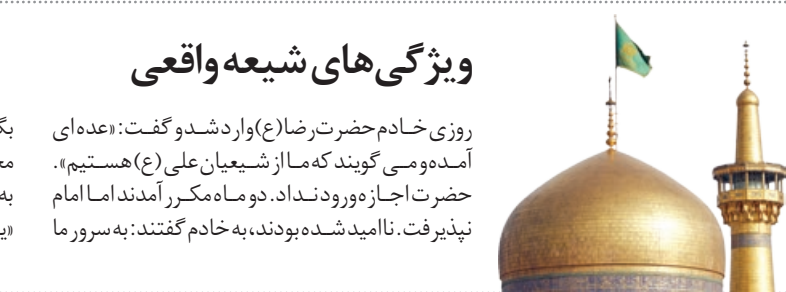 ویژگی‌های شیعه واقعی
روزی خادم حضرت رضا(ع) وارد شد و گفت: «عده‌ای
آمده و می گویند که ما از شیعیان علی (ع) هستیم».
حضرت اجازه ورود نداد. دو ماه مکرر آمدند اما امام
نپذیرفت. ناامید شده بودند، به خادم گفتند: به سرور ما
به